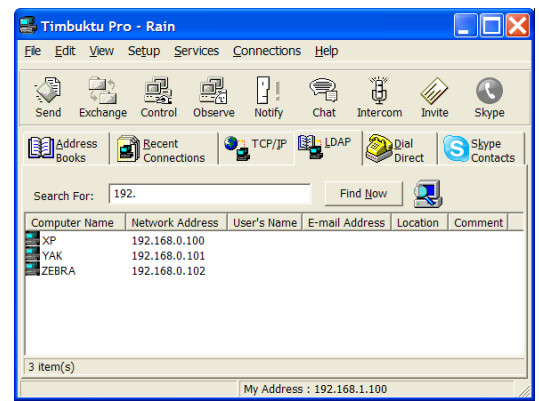 Timbuktu Pro - Rain
File Edit View Setup Services Connections Help
Send Exchange Control Observe Notify Chat Intercom Invite Skype
Address Books Recent Connections TCP/IP LDAP Dial Direct Skype Contacts
Search For: 192. Find Now
Computer Name Network Address User's Name E-mail Address Location Comment
XP 192.168.0.100
YAK 192.168.0.101
ZEBRA 192.168.0.102
3 item(s)
My Address : 192.168.1.100